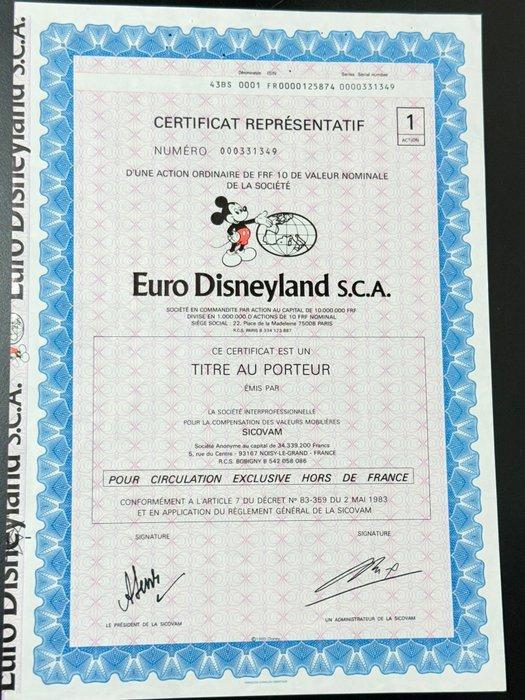 Dénominations ISIN Series Serial number
43BS 0001 FR0000125874 0000331349
CERTIFICAT REPRÉSENTATIF
1
ACTION
NUMÉRO 000331349
D'UNE ACTION ORDINAIRE DE FRF 10 DE VALEUR NOMINALE
DE LA SOCIÉTÉ
Euro Disneyland S.C.A.
SOCIÉTÉ EN COMMANDITE PAR ACTION AU CAPITAL DE 10.000.000 FRF
DIVISÉ EN 1.000.000 D'ACTIONS DE 10 FRF NOMINAL
SIÈGE SOCIAL : 22, Place de la Madeleine 75008 PARIS
R.C.S. PARIS B 334 173 887
CE CERTIFICAT EST UN
TITRE AU PORTEUR
ÉMIS PAR
LA SOCIÉTÉ INTERPROFESSIONNELLE
POUR LA COMPENSATION DES VALEURS MOBILIÈRES
SICOVAM
Société Anonyme au capital de 34.339.200 Francs
5, rue du Centre - 93167 NOISY-LE-GRAND - FRANCE
R.C.S. BOBIGNY B 542 058 086
POUR CIRCULATION EXCLUSIVE HORS DE FRANCE
CONFORMÉMENT A L'ARTICLE 7 DU DÉCRET N° 83-359 DU 2 MAI 1983
ET EN APPLICATION DU RÈGLEMENT GÉNÉRAL DE LA SICOVAM
SIGNATURE
SIGNATURE
LE PRÉSIDENT DE LA SICOVAM
UN ADMINISTRATEUR DE LA SICOVAM
Euro Disneyland S.C.A.
Euro Disneyland S.C.A.